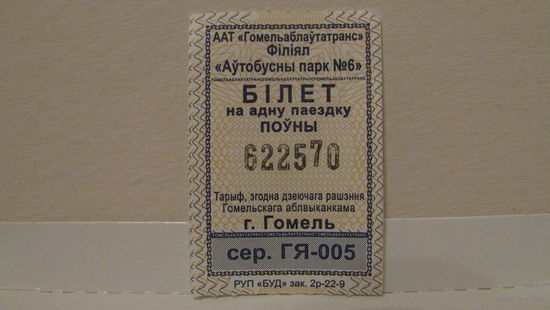 ААТ «Гомельаблаўтатранс»
Філіял
«Аўтобусны парк №6»
ГОМЕЛЬАБЛАЎТАТРАНСГОМЕЛЬАБЛАЎТАТРАНСГОМЕЛЬ
БІЛЕТ
на адну паездку
ПОЎНЫ
622570
Тарыф, згодна дзеючага рашэння
Гомельскага аблвыканкама
г. Гомель
сер. ГЯ-005
РУП «БУД» зак. 2р-22-9